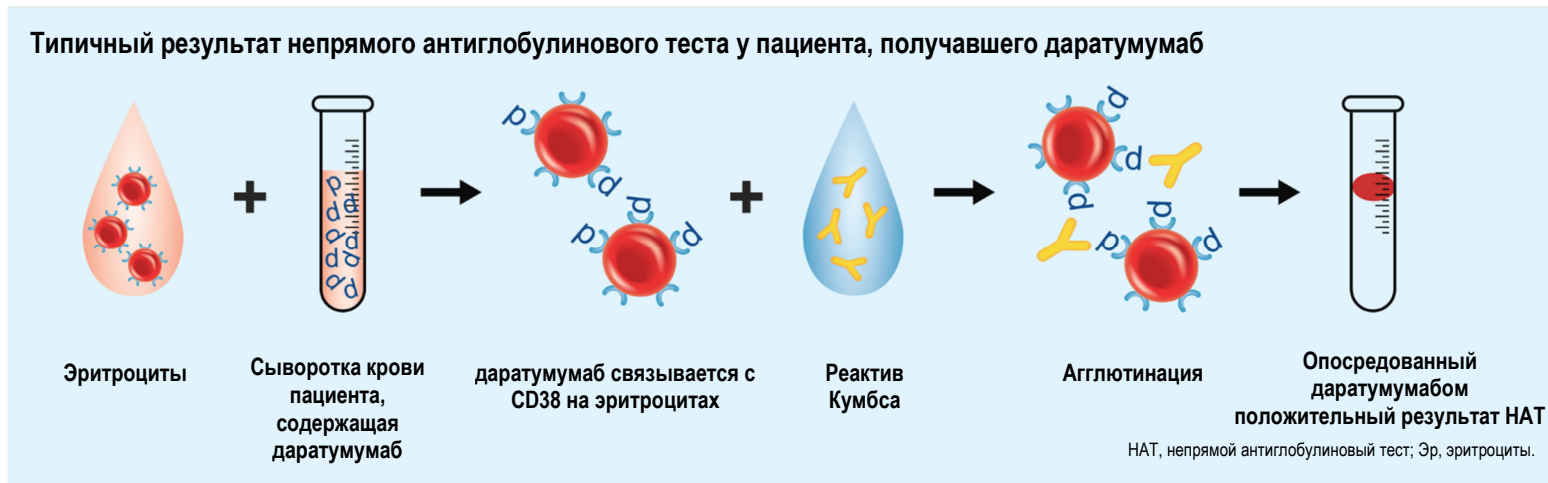 Типичный результат непрямого антиглобулинового теста у пациента, получавшего даратумумаб
Эритроциты
Сыворотка крови
пациента,
содержащая
даратумумаб
даратумумаб связывается с
CD38 на эритроцитах
Реактив
Кумбса
Агглютинация
Опосредованный
даратумумабом
положительный результат НАТ
НАТ, непрямой антиглобулиновый тест; Эр, эритроциты.